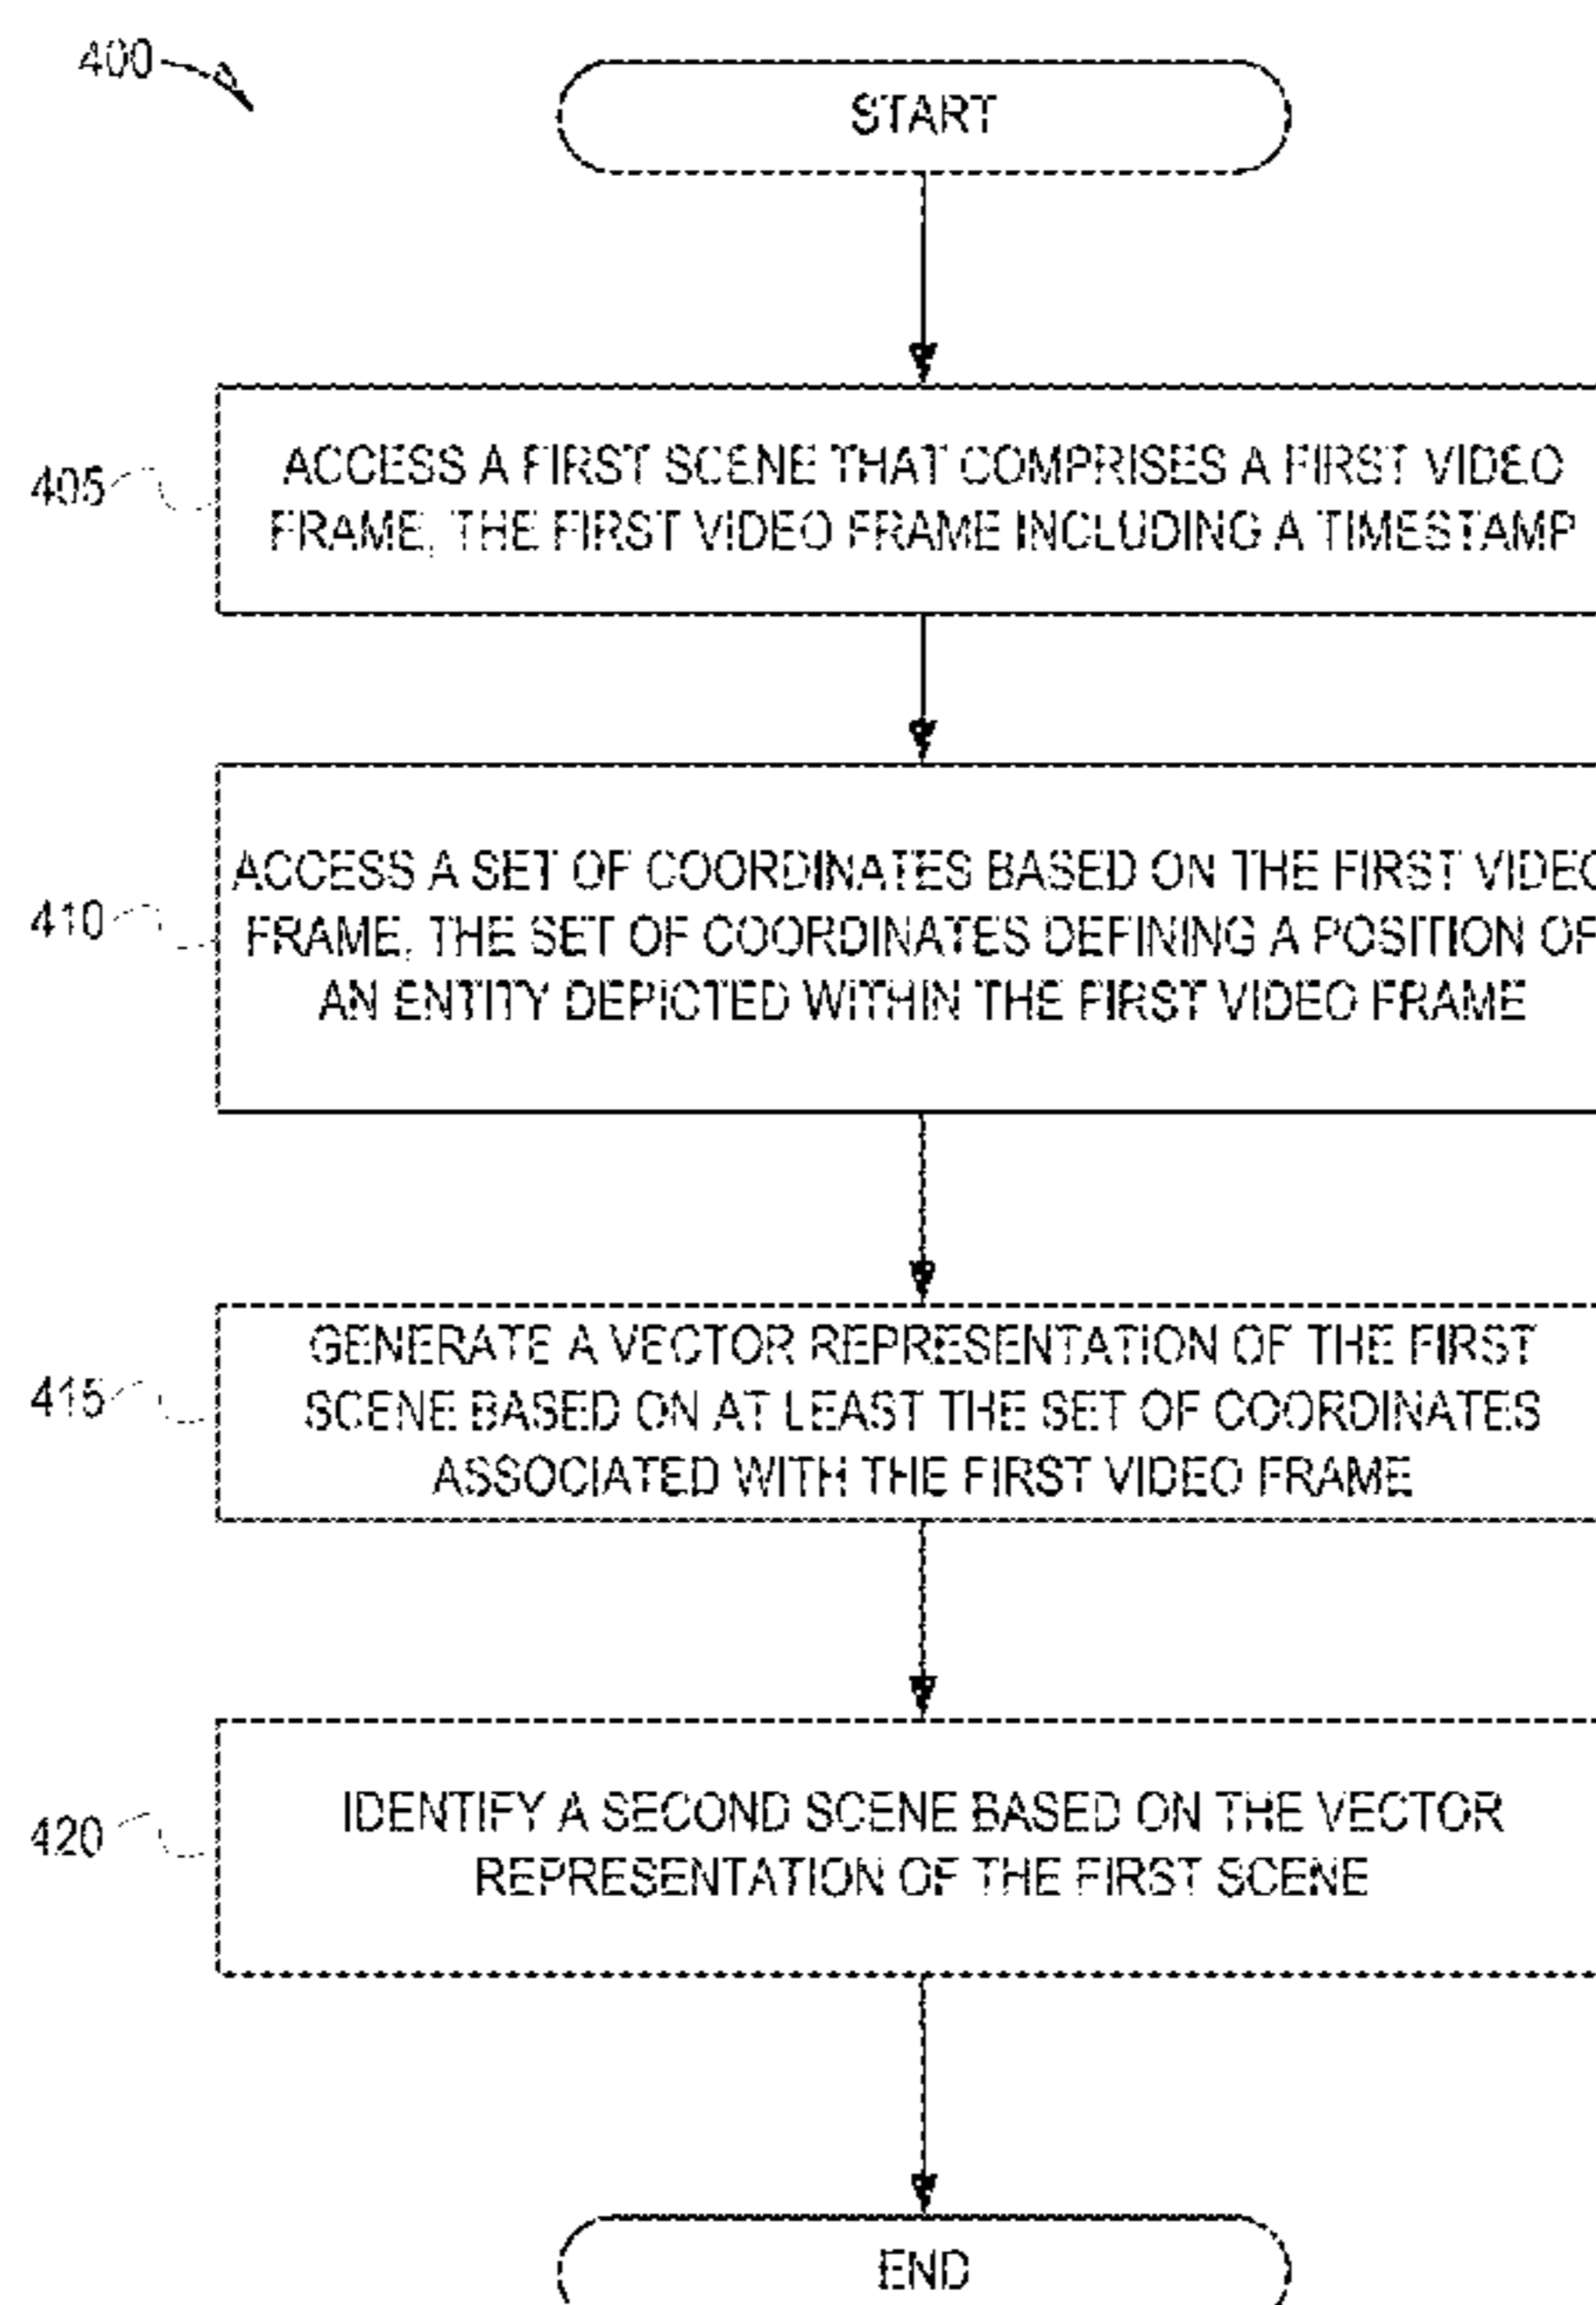 400
START
405
ACCESS A FIRST SCENE THAT COMPRISES A FIRST VIDEO
FRAME, THE FIRST VIDEO FRAME INCLUDING A TIMESTAMP
410
ACCESS A SET OF COORDINATES BASED ON THE FIRST VIDEO
FRAME, THE SET OF COORDINATES DEFINING A POSITION OF
AN ENTITY DEPICTED WITHIN THE FIRST VIDEO FRAME
415
GENERATE A VECTOR REPRESENTATION OF THE FIRST
SCENE BASED ON AT LEAST THE SET OF COORDINATES
ASSOCIATED WITH THE FIRST VIDEO FRAME
420
IDENTIFY A SECOND SCENE BASED ON THE VECTOR
REPRESENTATION OF THE FIRST SCENE
END